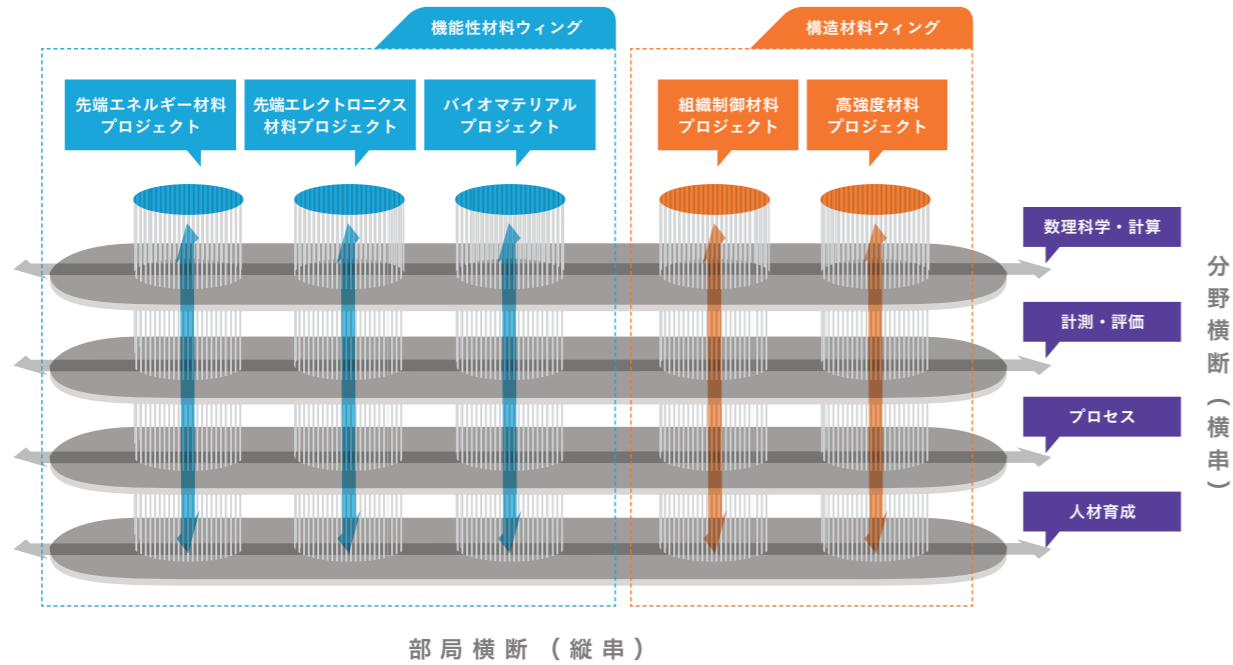 機能性材料ウィング
構造材料ウィング
先端エネルギー材料
プロジェクト
先端エレクトロニクス
材料プロジェクト
バイオマテリアル
プロジェクト
組織制御材料
プロジェクト
高強度材料
プロジェクト
数理科学・計算
計測・評価
プロセス
人材育成
分野横断（横串）
部局横断（縦串）